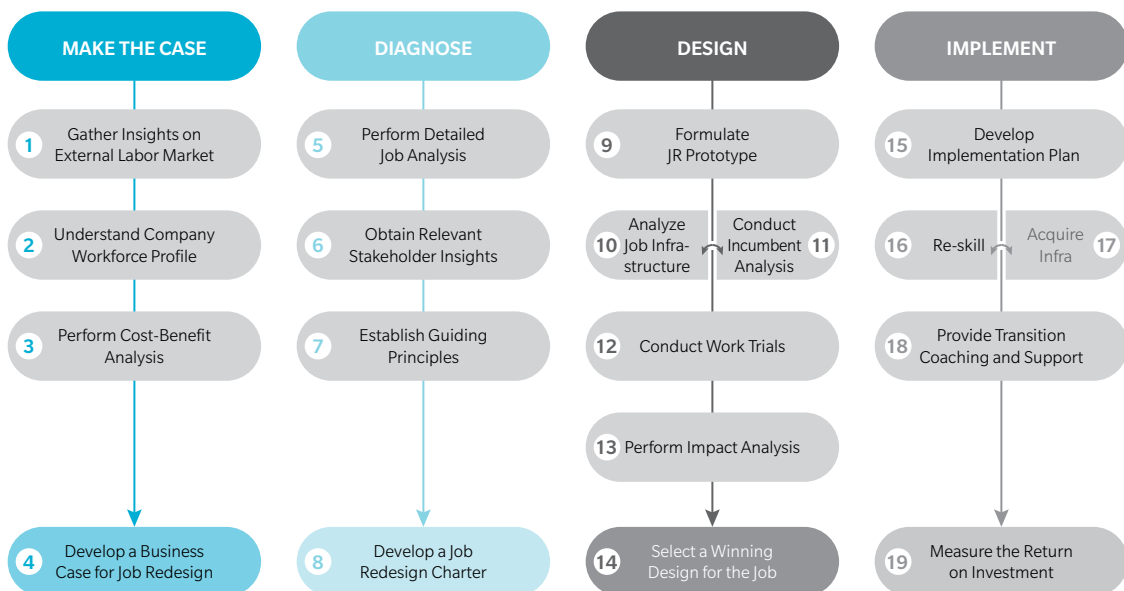 MAKE THE CASE
1
Gather Insights on
External Labor Market
2
Understand Company
Workforce Profile
3
Perform Cost-Benefit
Analysis
4
Develop a Business
Case for Job Redesign
DIAGNOSE
5
Perform Detailed
Job Analysis
6
Obtain Relevant
Stakeholder Insights
7
Establish Guiding
Principles
8
Develop a Job
Redesign Charter
DESIGN
9
Formulate
JR Prototype
10
Analyze
Job Infra-
structure
Conduct
Incumbent
Analysis
11
12
Conduct Work Trials
13
Perform Impact Analysis
14
Select a Winning
Design for the Job
IMPLEMENT
15
Develop
Implementation Plan
16
Re-skill
Acquire
Infra
17
18
Provide Transition
Coaching and Support
19
Measure the Return
on Investment